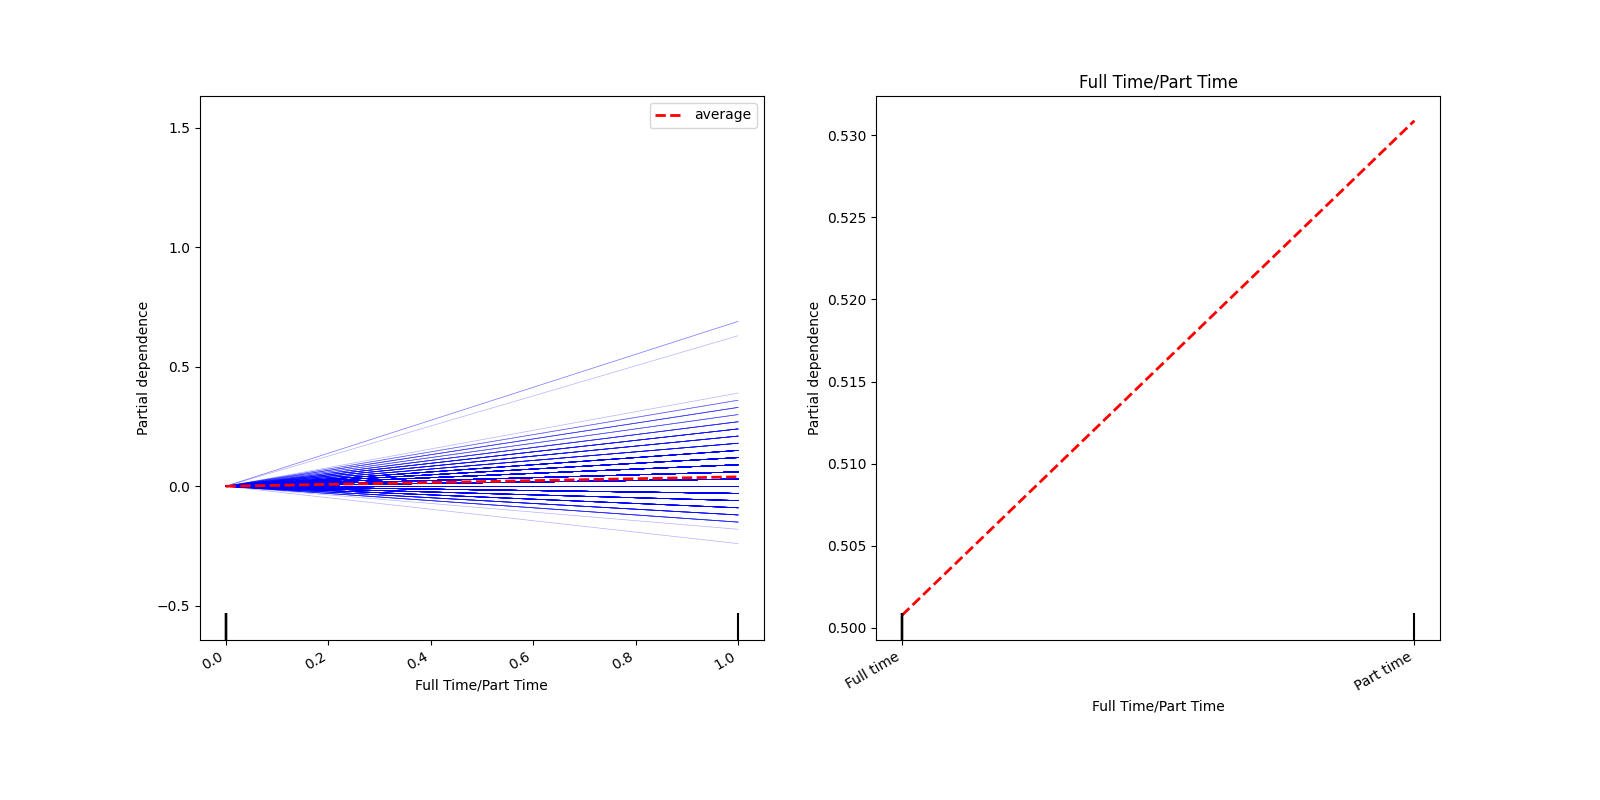 average
1.5
1.0
0.5
0.0
−0.5
Partial dependence
0.0
0.2
0.4
0.6
0.8
1.0
Full Time/Part Time
Full Time/Part Time
0.530
0.525
0.520
0.515
0.510
0.505
0.500
Partial dependence
Full time
Part time
Full Time/Part Time